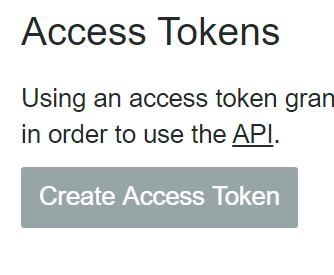 Access Tokens
Using an access token gran
in order to use the API.
Create Access Token